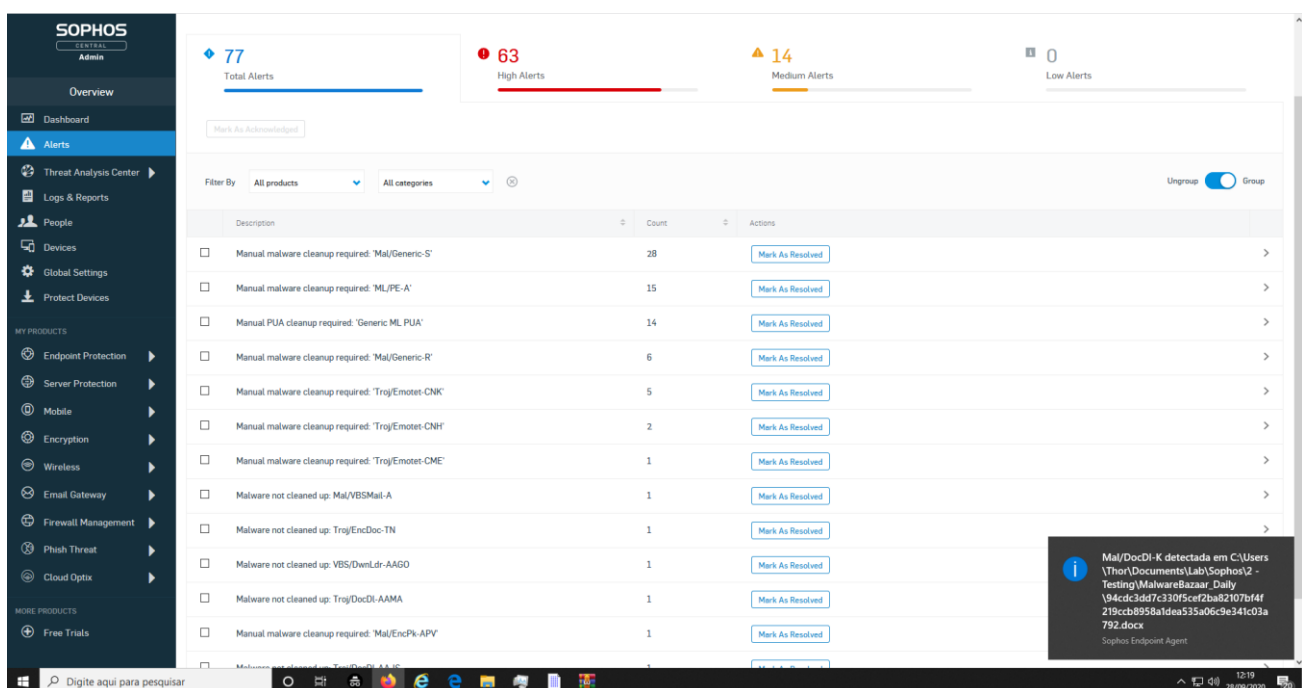 SOPHOS
CENTRAL
Admin
Overview
Dashboard
Alerts
Threat Analysis Center
Logs & Reports
People
Devices
Global Settings
Protect Devices
MY PRODUCTS
Endpoint Protection
Server Protection
Mobile
Encryption
Wireless
Email Gateway
Firewall Management
Phish Threat
Cloud Optix
MORE PRODUCTS
Free Trials
77
Total Alerts
63
High Alerts
14
Medium Alerts
0
Low Alerts
Mark As Acknowledged
Filter By All products All categories
Ungroup Group
Description Count Actions
Manual malware cleanup required: 'Mal/Generic-S' 28 Mark As Resolved
Manual malware cleanup required: 'ML/PE-A' 15 Mark As Resolved
Manual PUA cleanup required: 'Generic ML PUA' 14 Mark As Resolved
Manual malware cleanup required: 'Mal/Generic-R' 6 Mark As Resolved
Manual malware cleanup required: 'Troj/Emotet-CNK' 5 Mark As Resolved
Manual malware cleanup required: 'Troj/Emotet-CNH' 2 Mark As Resolved
Manual malware cleanup required: 'Troj/Emotet-CME' 1 Mark As Resolved
Malware not cleaned up: Mal/VBSMail-A 1 Mark As Resolved
Malware not cleaned up: Troj/EncDoc-TN 1 Mark As Resolved
Malware not cleaned up: VBS/DwnLdr-AAGO 1 Mark As Resolved
Malware not cleaned up: Troj/DocDl-AAMA 1 Mark As Resolved
Manual malware cleanup required: 'Mal/EncPk-APV' 1 Mark As Resolved
Mal/DocDl-K detectada em C:\Users
\Thor\Documents\Lab\Sophos\2 -
Testing\MalwareBazaar_Daily
\94cdc3dd7c330f5cef2ba82107bf4f
219ccb8958a1dea535a06c9e341c03a
792.docx
Sophos Endpoint Agent
Digite aqui para pesquisar
12:19
28/09/2020